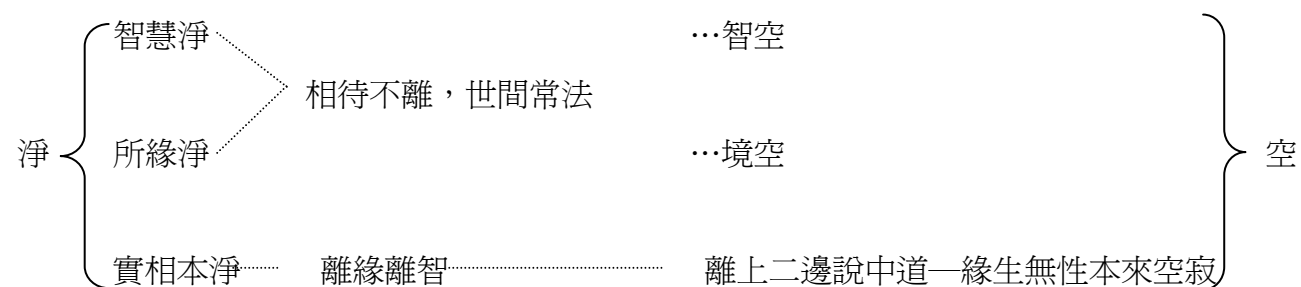 智慧淨 …智空
相待不離，世間常法
淨 所緣淨 …境空 空
實相本淨 離緣離智 離上二邊說中道─緣生無性本來空寂